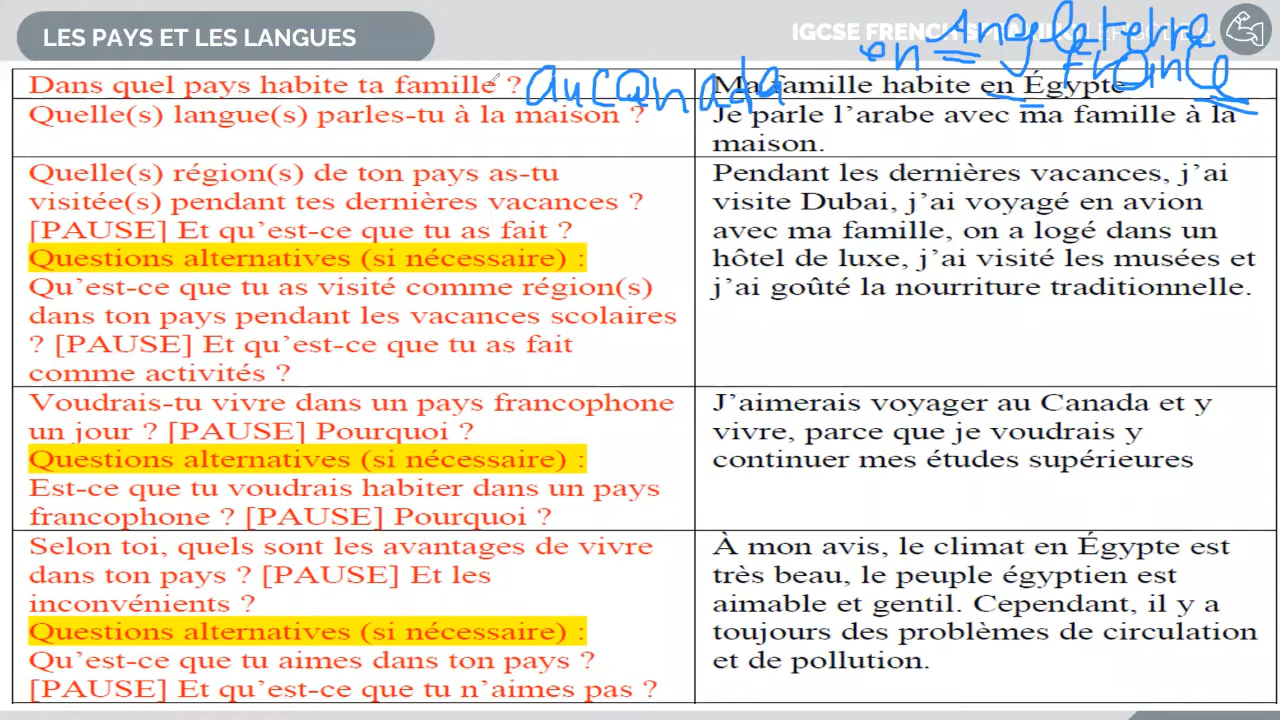 LES PAYS ET LES LANGUES
IGCSE FRENCH
en Angleterre
France
au Canada
Dans quel pays habite ta famille ?
Ma famille habite en Égypte
Quelle(s) langue(s) parles-tu à la maison ?
Je parle l'arabe avec ma famille à la
maison.
Quelle(s) région(s) de ton pays as-tu
visitée(s) pendant tes dernières vacances ?
[PAUSE] Et qu'est-ce que tu as fait ?
Questions alternatives (si nécessaire) :
Qu'est-ce que tu as visité comme région(s)
dans ton pays pendant les vacances scolaires
? [PAUSE] Et qu'est-ce que tu as fait
comme activités ?
Pendant les dernières vacances, j'ai
visite Dubai, j'ai voyagé en avion
avec ma famille, on a logé dans un
hôtel de luxe, j'ai visité les musées et
j'ai goûté la nourriture traditionnelle.
Voudrais-tu vivre dans un pays francophone
un jour ? [PAUSE] Pourquoi ?
Questions alternatives (si nécessaire) :
Est-ce que tu voudrais habiter dans un pays
francophone ? [PAUSE] Pourquoi ?
J'aimerais voyager au Canada et y
vivre, parce que je voudrais y
continuer mes études supérieures
Selon toi, quels sont les avantages de vivre
dans ton pays ? [PAUSE] Et les
inconvénients ?
Questions alternatives (si nécessaire) :
Qu'est-ce que tu aimes dans ton pays ?
[PAUSE] Et qu'est-ce que tu n'aimes pas ?
À mon avis, le climat en Égypte est
très beau, le peuple égyptien est
aimable et gentil. Cependant, il y a
toujours des problèmes de circulation
et de pollution.